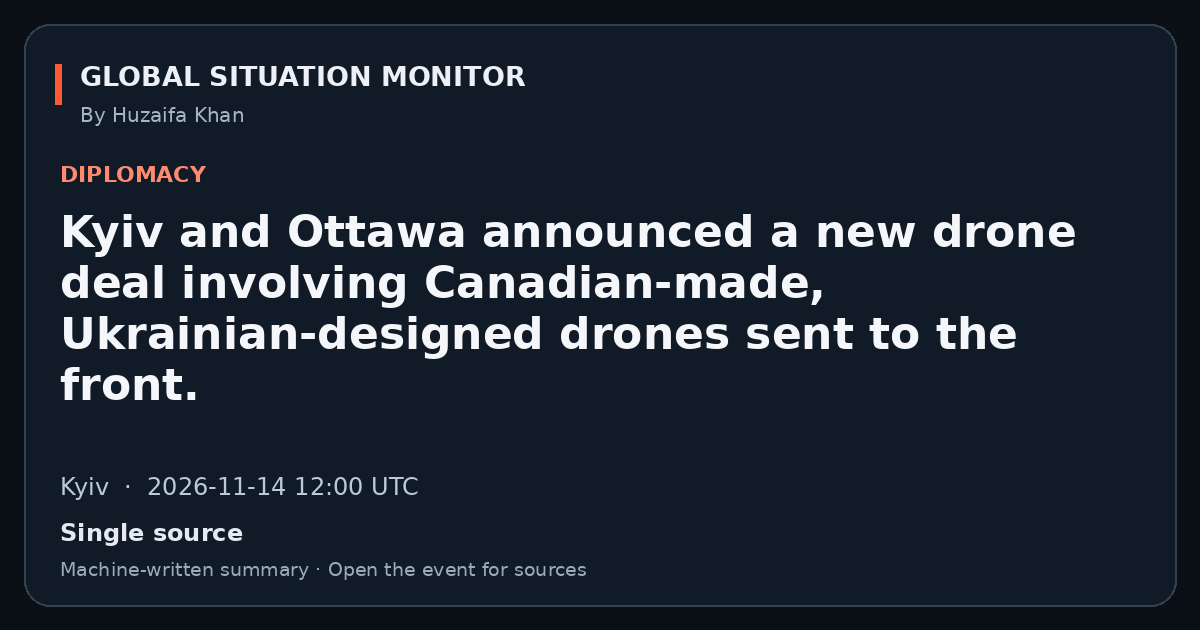 GLOBAL SITUATION MONITOR
By Huzaifa Khan
DIPLOMACY
Kyiv and Ottawa announced a new drone
deal involving Canadian-made,
Ukrainian-designed drones sent to the
front.
Kyiv · 2026-11-14 12:00 UTC
Single source
Machine-written summary · Open the event for sources